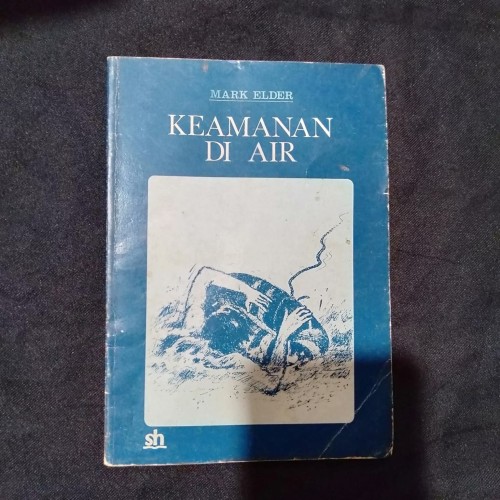 MARK ELDER
KEAMANAN
DI AIR
sh